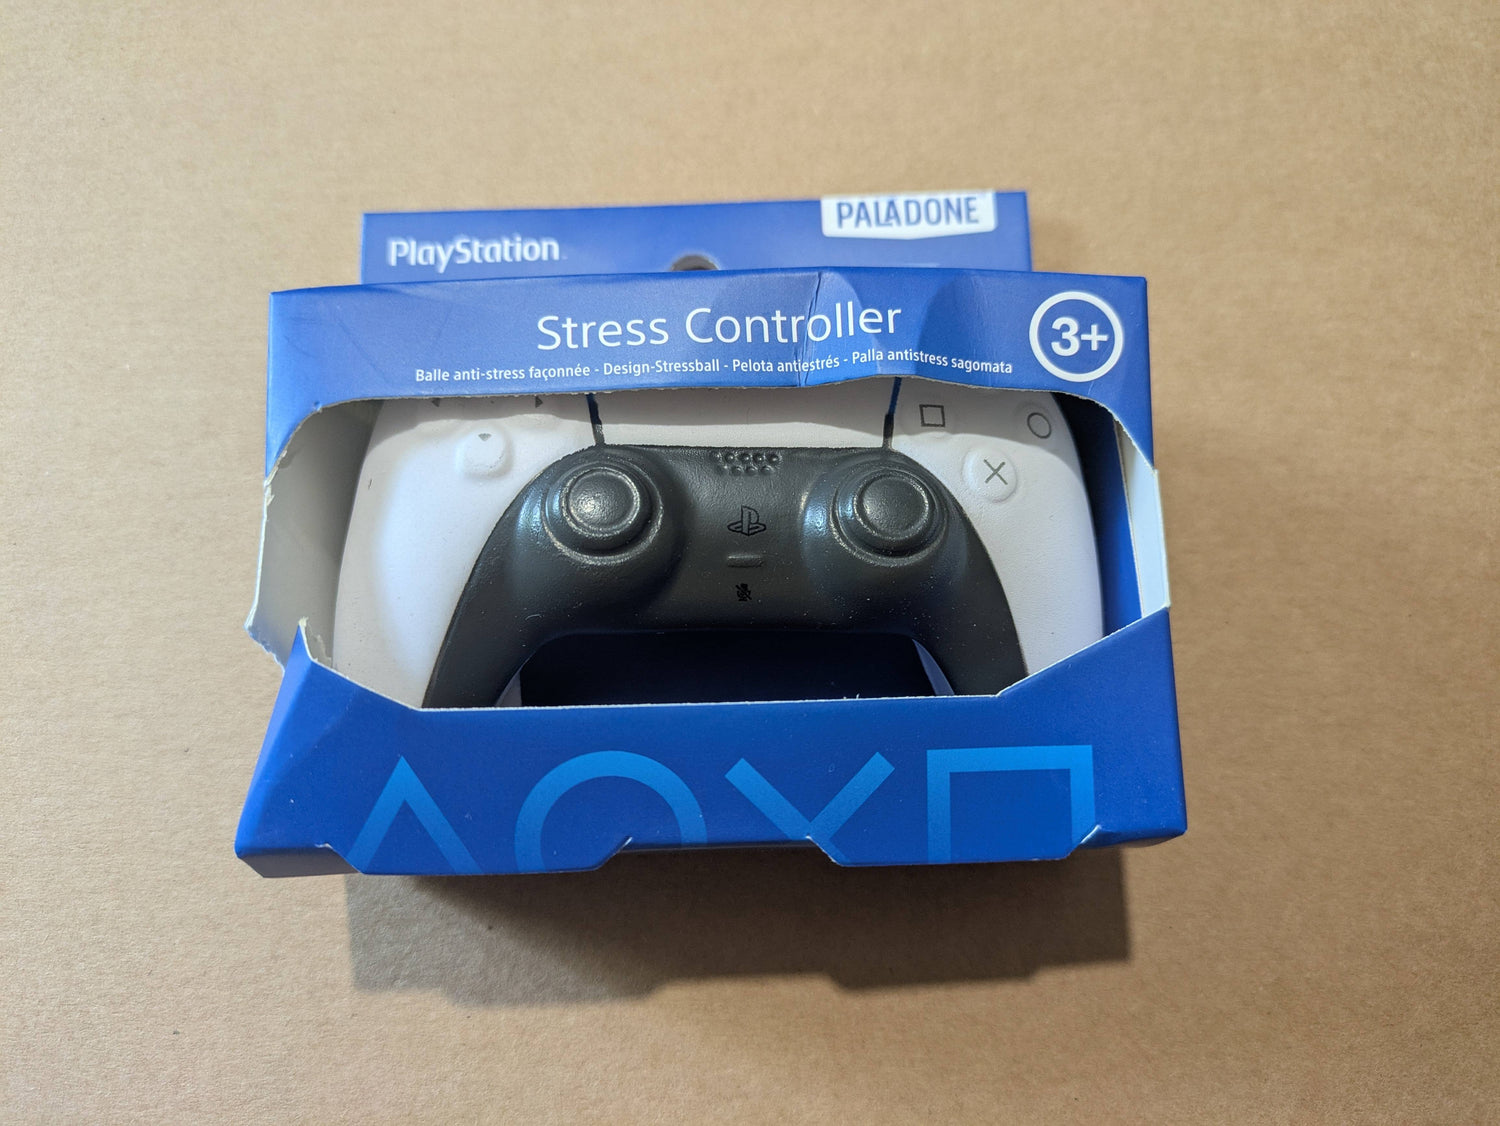 PlayStation
PALADONE
Stress Controller
3+
Balle anti-stress façonnée - Design-Stressball - Pelota antiestrés - Palla antistress sagomata